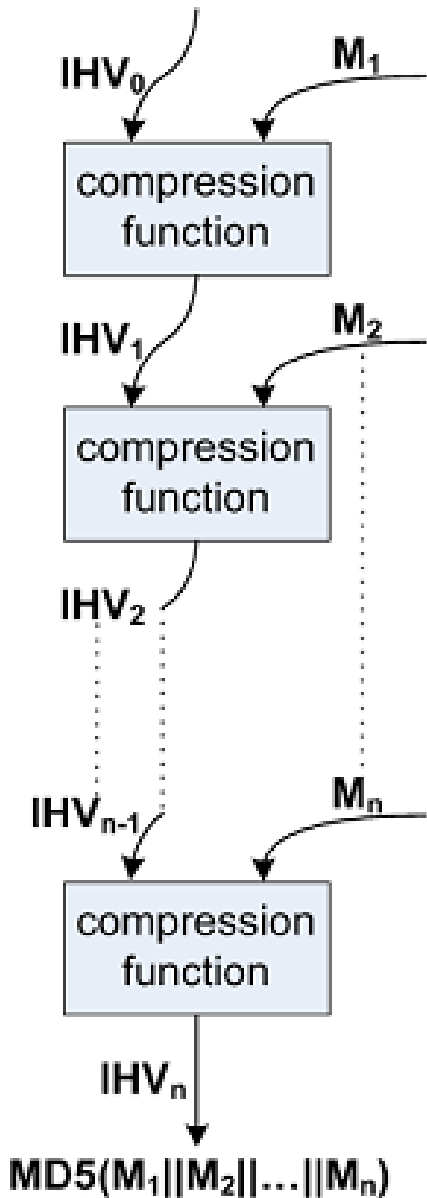 IHV₀
M₁
compression
function
IHV₁
M₂
compression
function
IHV₂
IHVₙ₋₁
Mₙ
compression
function
IHVₙ
MD5(M₁||M₂||...||Mₙ)